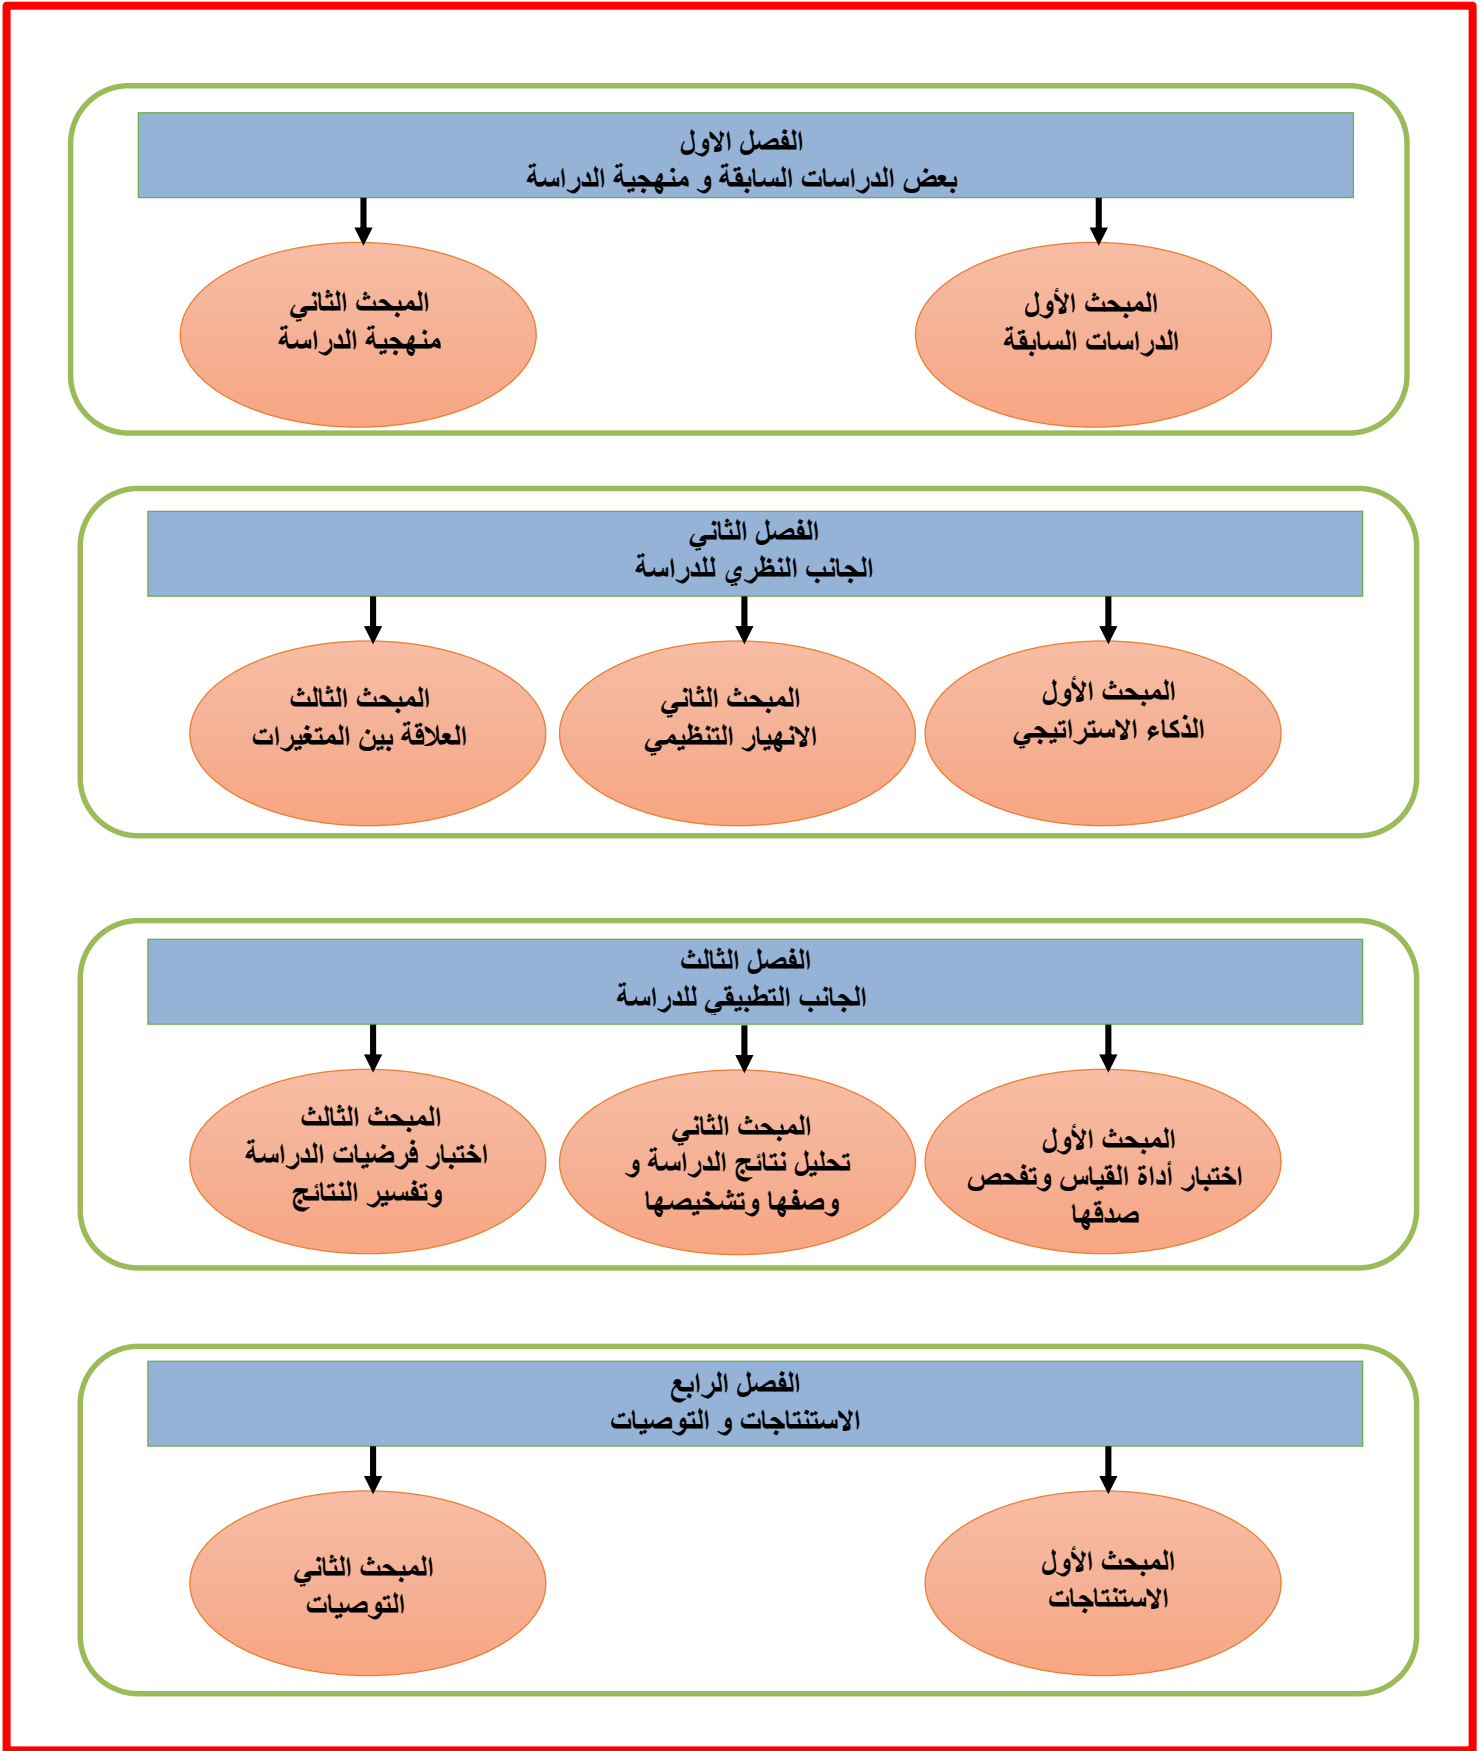 الفصل الاول
بعض الدراسات السابقة و منهجية الدراسة
المبحث الأول
الدراسات السابقة
المبحث الثاني
منهجية الدراسة
الفصل الثاني
الجانب النظري للدراسة
المبحث الأول
الذكاء الاستراتيجي
المبحث الثاني
الانهيار التنظيمي
المبحث الثالث
العلاقة بين المتغيرات
الفصل الثالث
الجانب التطبيقي للدراسة
المبحث الأول
اختبار أداة القياس وتفحص
صدقها
المبحث الثاني
تحليل نتائج الدراسة و
وصفها وتشخيصها
المبحث الثالث
اختبار فرضيات الدراسة
وتفسير النتائج
الفصل الرابع
الاستنتاجات و التوصيات
المبحث الأول
الاستنتاجات
المبحث الثاني
التوصيات